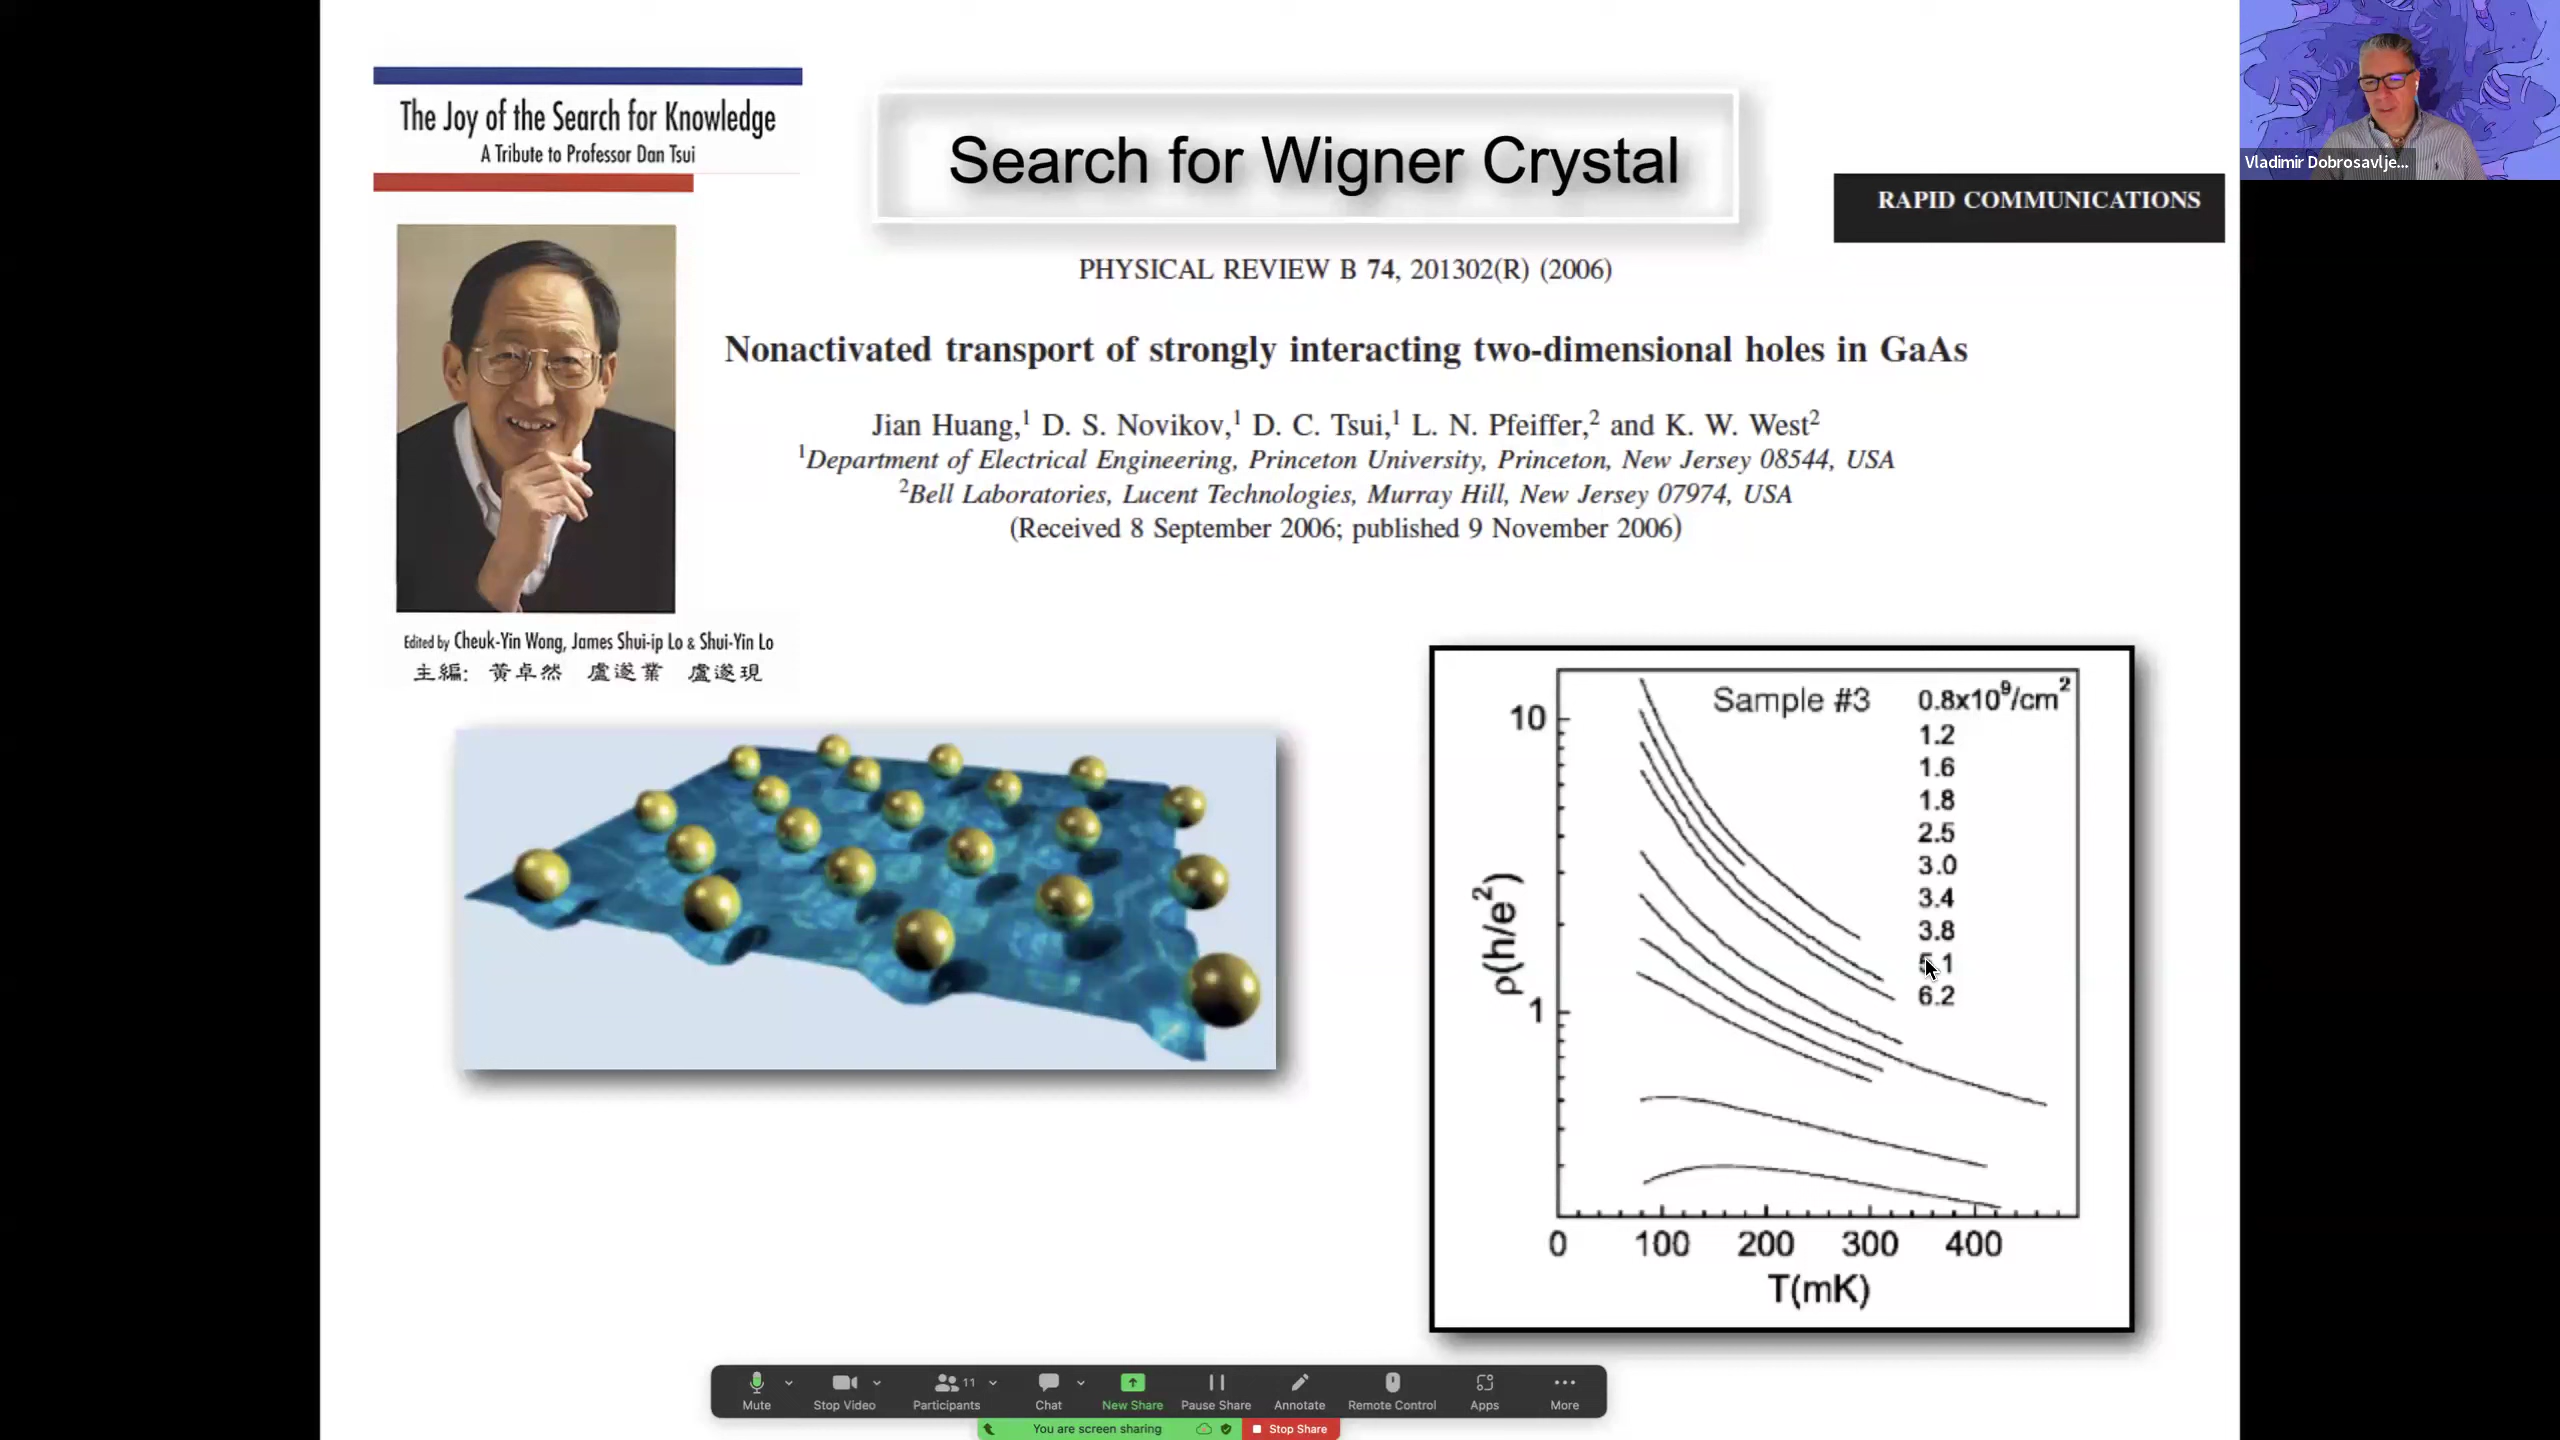 The Joy of the Search for Knowledge
A Tribute to Professor Dan Tsui
Edited by Cheuk-Yin Wong, James Shui-ip Lo & Shui-Yin Lo
主編: 黃卓然 盧遂業 盧遂現
Search for Wigner Crystal
RAPID COMMUNICATIONS
PHYSICAL REVIEW B 74, 201302(R) (2006)
Nonactivated transport of strongly interacting two-dimensional holes in GaAs
Jian Huang,¹ D. S. Novikov,¹ D. C. Tsui,¹ L. N. Pfeiffer,² and K. W. West²
¹Department of Electrical Engineering, Princeton University, Princeton, New Jersey 08544, USA
²Bell Laboratories, Lucent Technologies, Murray Hill, New Jersey 07974, USA
(Received 8 September 2006; published 9 November 2006)
Sample #3
0.8x10⁹/cm²
1.2
1.6
1.8
2.5
3.0
3.4
3.8
5.1
6.2
10
1
ρ(h/e²)
0 100 200 300 400
T(mK)
Vladimir Dobrosavlje...
Mute
Stop Video
11
Participants
Chat
New Share
Pause Share
Annotate
Remote Control
Apps
More
You are screen sharing
Stop Share